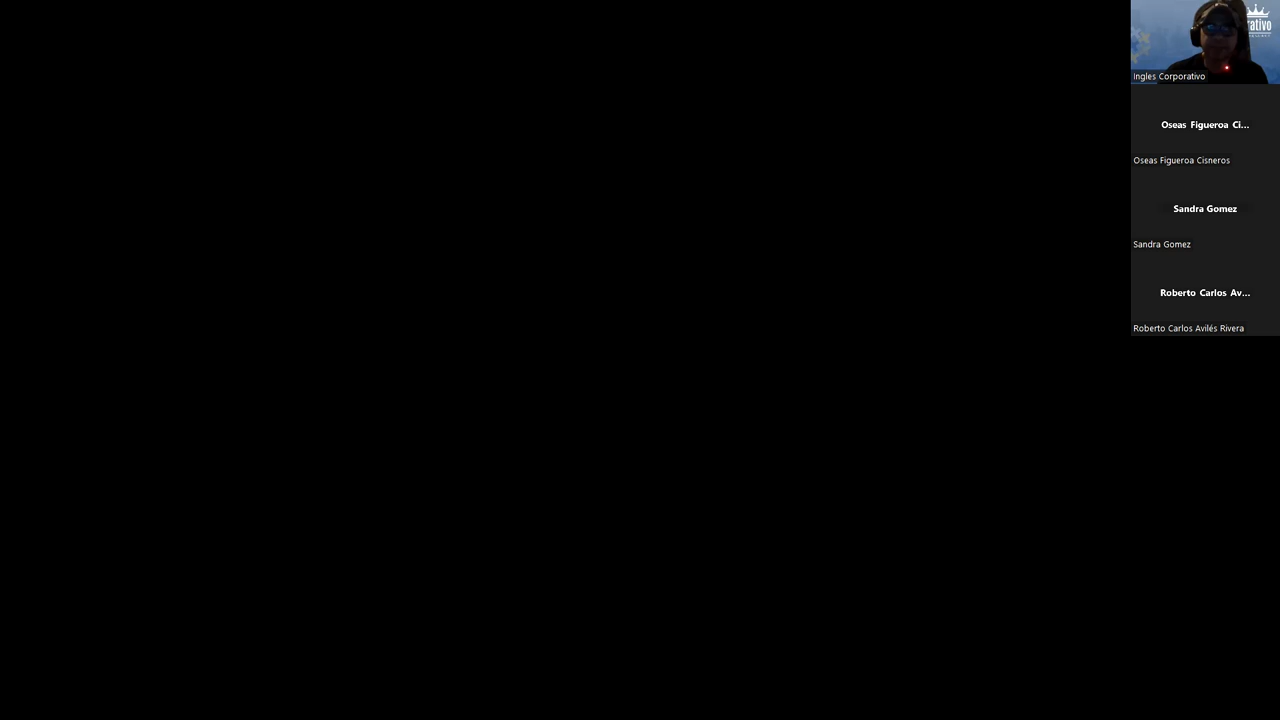 rativo
Ingles Corporativo
Oseas Figueroa Ci...
Oseas Figueroa Cisneros
Sandra Gomez
Sandra Gomez
Roberto Carlos Av...
Roberto Carlos Avilés Rivera